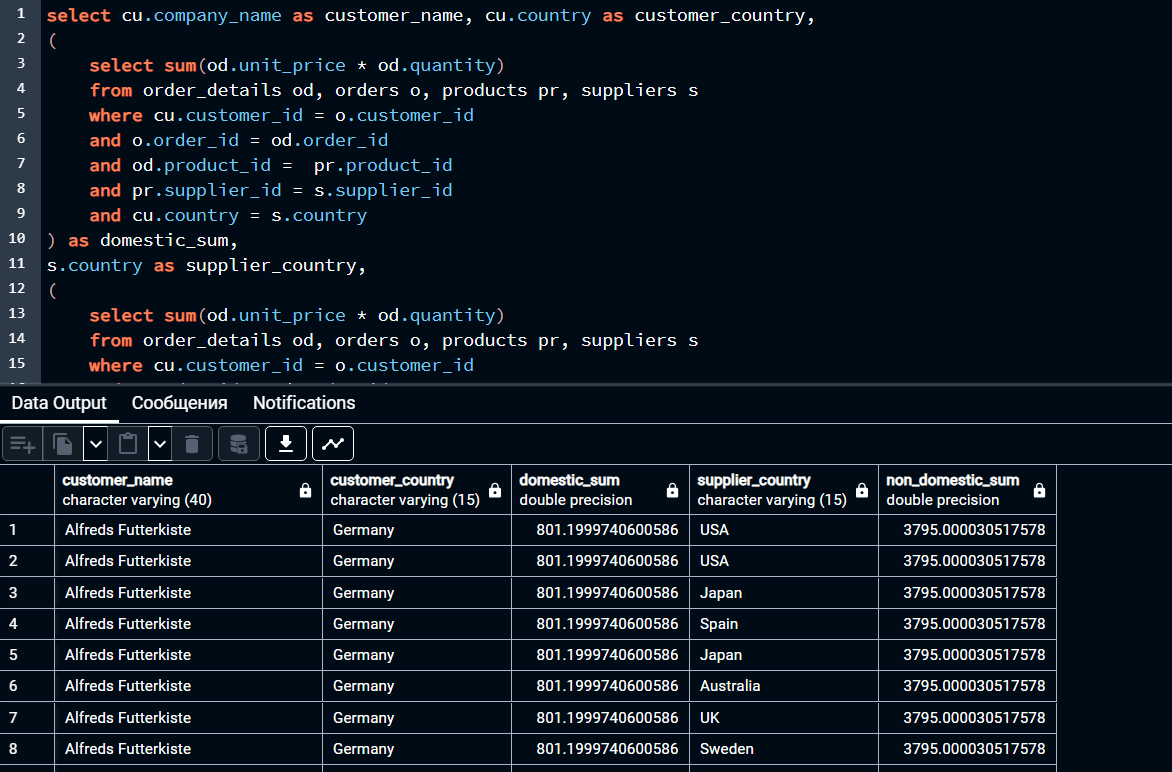 1 select cu.company_name as customer_name, cu.country as customer_country,
2 (
3 select sum(od.unit_price * od.quantity)
4 from order_details od, orders o, products pr, suppliers s
5 where cu.customer_id = o.customer_id
6 and o.order_id = od.order_id
7 and od.product_id =  pr.product_id
8 and pr.supplier_id = s.supplier_id
9 and cu.country = s.country
10 ) as domestic_sum,
11 s.country as supplier_country,
12 (
13 select sum(od.unit_price * od.quantity)
14 from order_details od, orders o, products pr, suppliers s
15 where cu.customer_id = o.customer_id
Data Output Сообщения Notifications
customer_name customer_country domestic_sum supplier_country non_domestic_sum
character varying (40) character varying (15) double precision character varying (15) double precision
1 Alfreds Futterkiste Germany 801.1999740600586 USA 3795.000030517578
2 Alfreds Futterkiste Germany 801.1999740600586 USA 3795.000030517578
3 Alfreds Futterkiste Germany 801.1999740600586 Japan 3795.000030517578
4 Alfreds Futterkiste Germany 801.1999740600586 Spain 3795.000030517578
5 Alfreds Futterkiste Germany 801.1999740600586 Japan 3795.000030517578
6 Alfreds Futterkiste Germany 801.1999740600586 Australia 3795.000030517578
7 Alfreds Futterkiste Germany 801.1999740600586 UK 3795.000030517578
8 Alfreds Futterkiste Germany 801.1999740600586 Sweden 3795.000030517578